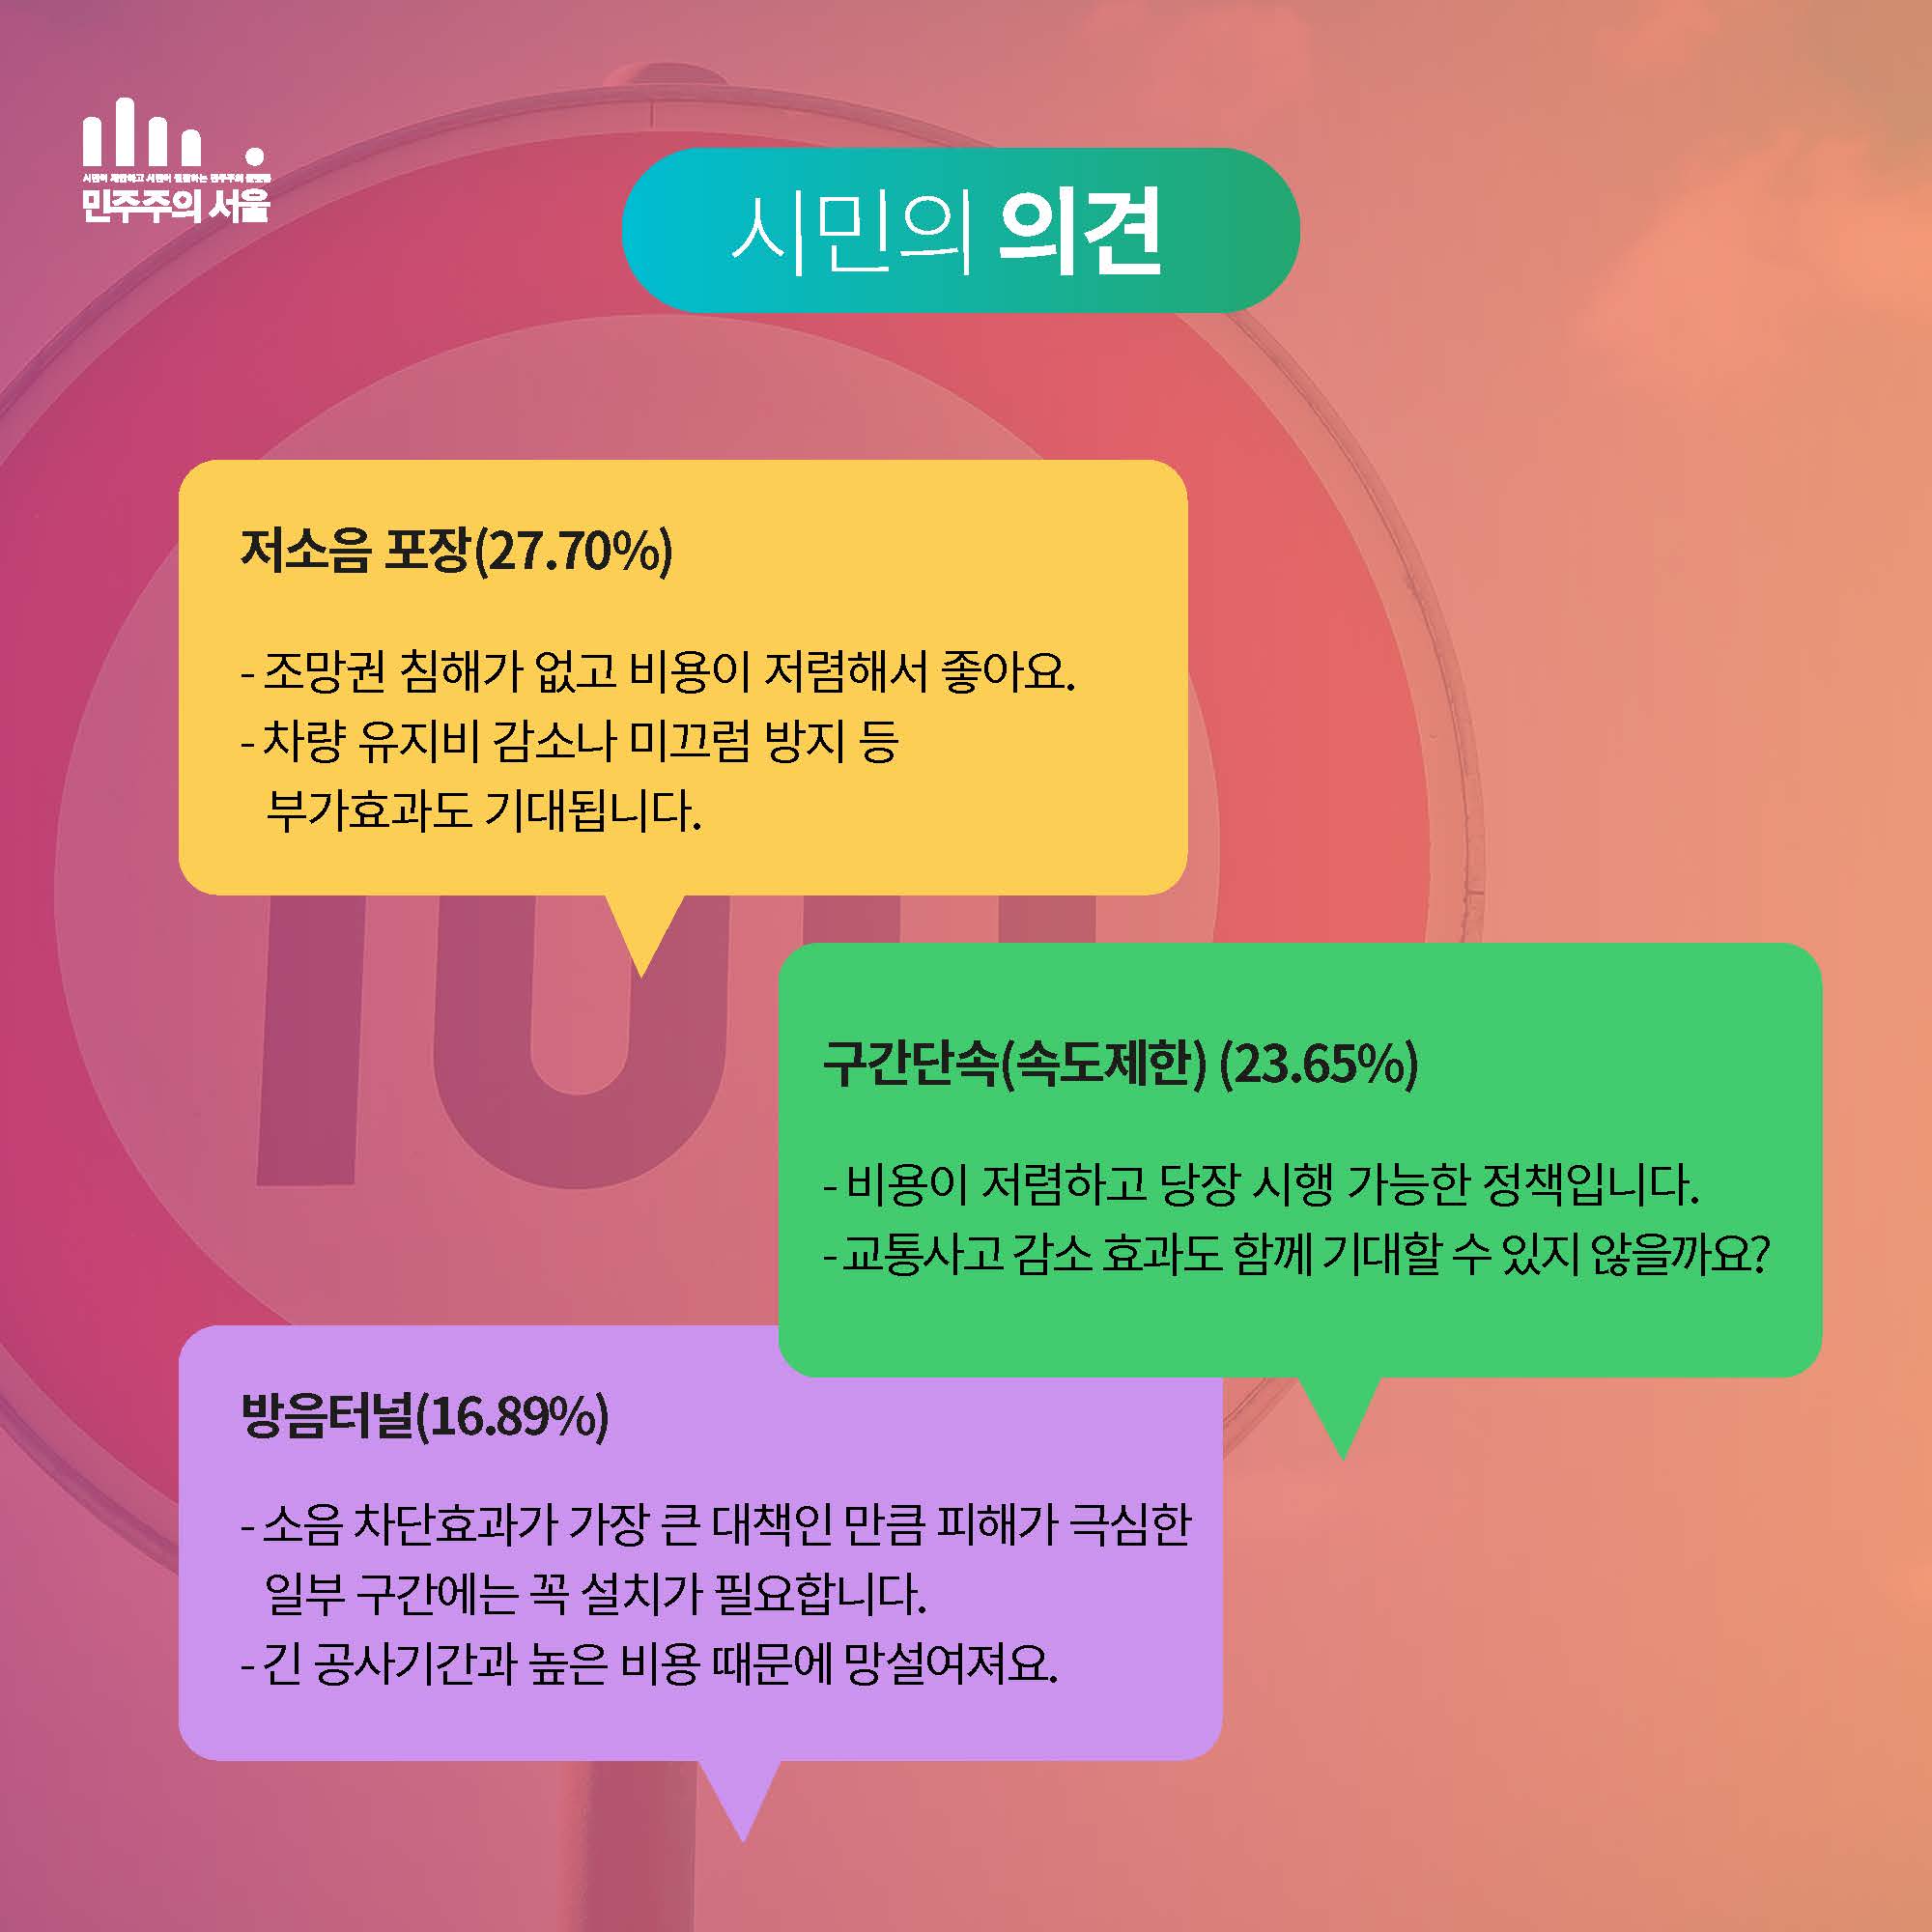 시민이 제안하고 시민이 결정하는 민주주의 플랫폼
민주주의 서울
시민의 의견
저소음 포장(27.70%)
- 조망권 침해가 없고 비용이 저렴해서 좋아요.
- 차량 유지비 감소나 미끄럼 방지 등
부가효과도 기대됩니다.
구간단속(속도제한) (23.65%)
- 비용이 저렴하고 당장 시행 가능한 정책입니다.
- 교통사고 감소 효과도 함께 기대할 수 있지 않을까요?
방음터널(16.89%)
- 소음 차단효과가 가장 큰 대책인 만큼 피해가 극심한
일부 구간에는 꼭 설치가 필요합니다.
- 긴 공사기간과 높은 비용 때문에 망설여져요.